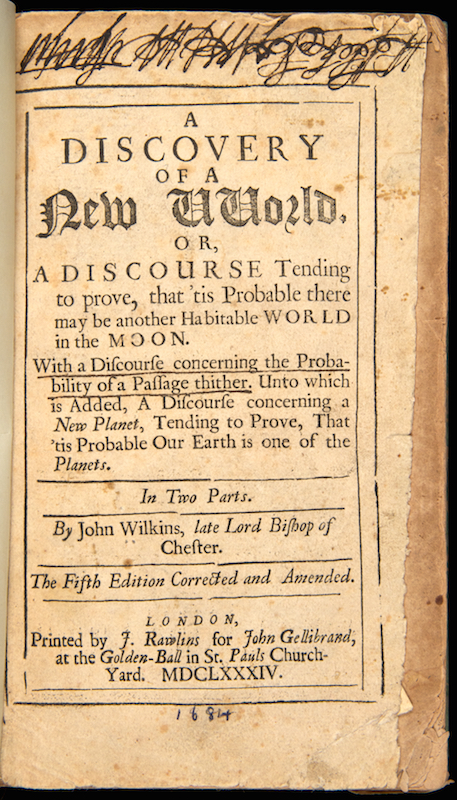 A
DISCOVERY
OF A
New UUorld,
OR,
A DISCOURSE Tending
to prove, that 'tis Probable there
may be another Habitable WORLD
in the MOON.
With a Diſcourſe concerning the Proba-
bility of a Paſſage thither. Unto which
is Added, A Diſcourſe concerning a
New Planet, Tending to Prove, That
'tis Probable Our Earth is one of the
Planets.
In Two Parts.
By John Wilkins, late Lord Biſhop of
Cheſter.
The Fifth Edition Corrected and Amended.
LONDON,
Printed by J. Rawlins for John Gellibrand,
at the Golden-Ball in St. Pauls Church-
Yard. MDCLXXXIV.
1684